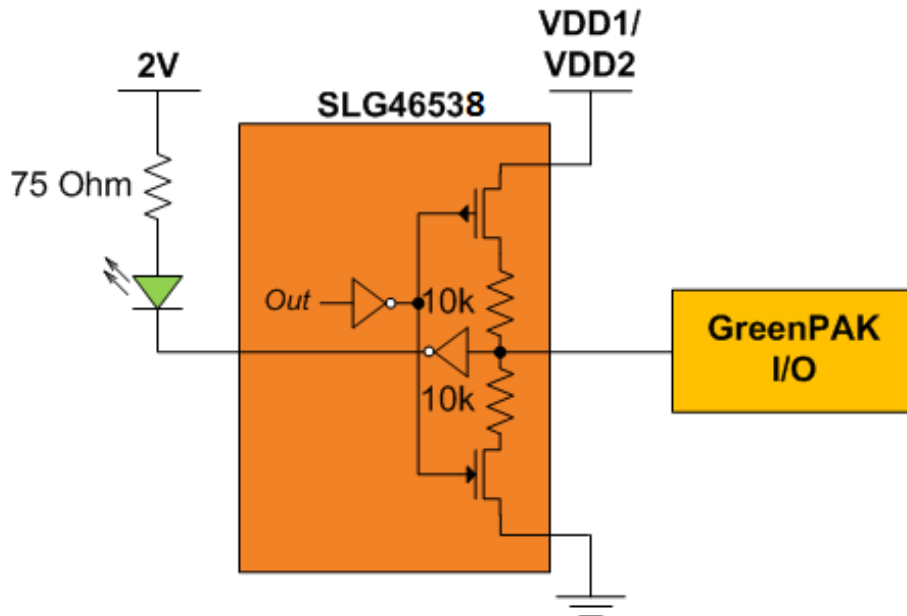 VDD1/
VDD2
2V
SLG46538
75 Ohm
Out
10k
10k
GreenPAK
I/O